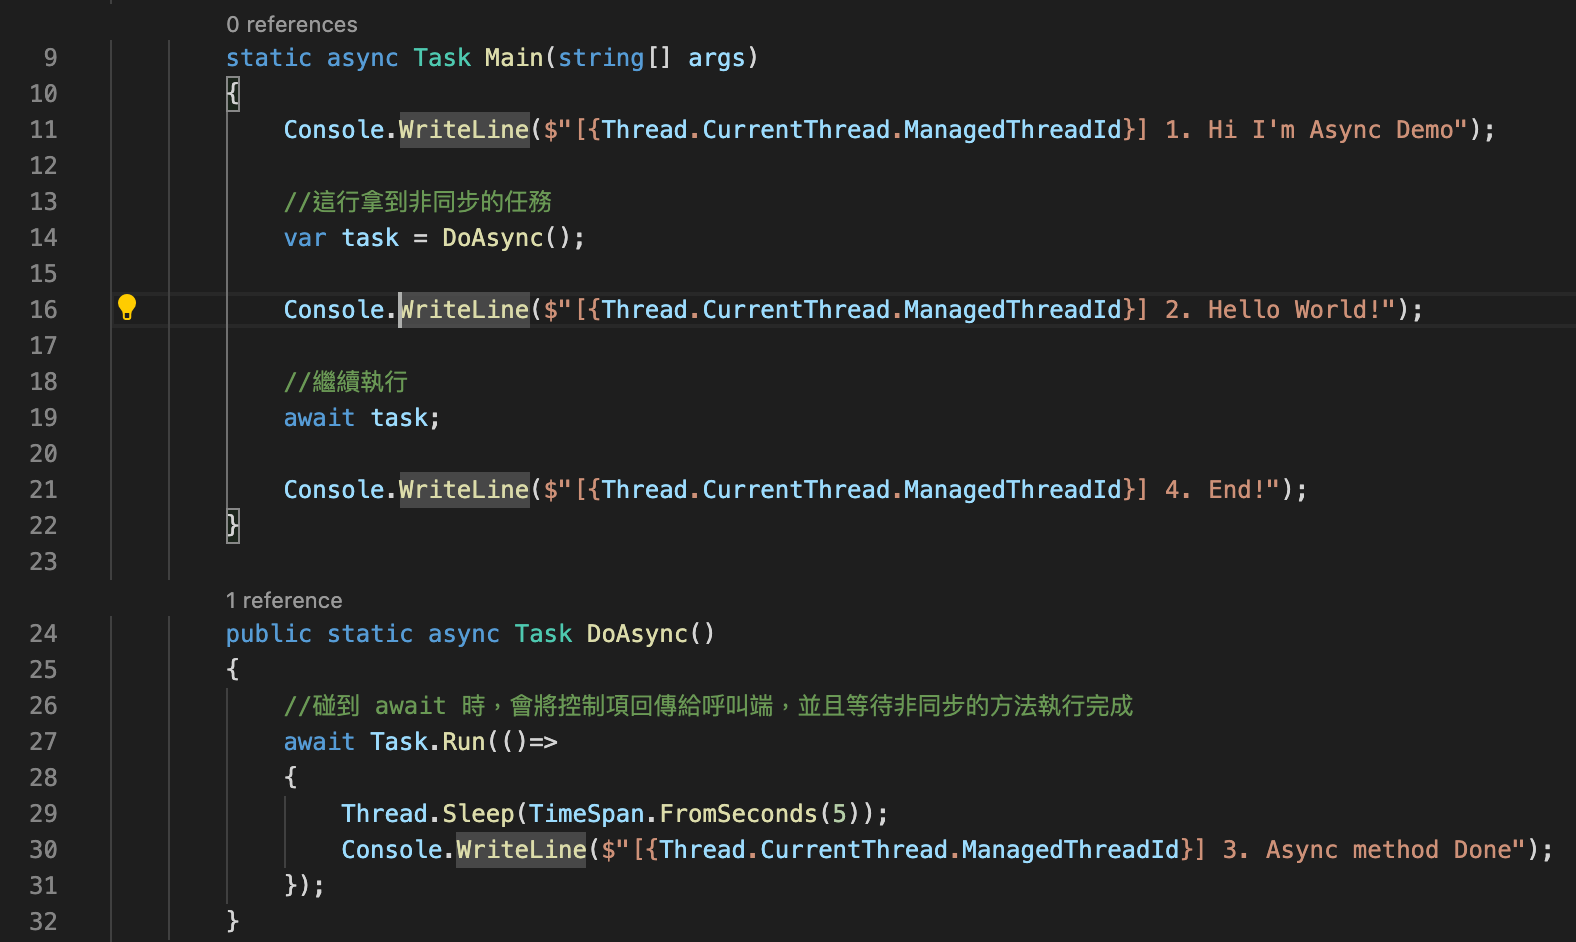 0 references
9 static async Task Main(string[] args)
10 {
11 Console.WriteLine($"[{Thread.CurrentThread.ManagedThreadId}] 1. Hi I'm Async Demo");
12
13 //這行拿到非同步的任務
14 var task = DoAsync();
15
16 Console.WriteLine($"[{Thread.CurrentThread.ManagedThreadId}] 2. Hello World!");
17
18 //繼續執行
19 await task;
20
21 Console.WriteLine($"[{Thread.CurrentThread.ManagedThreadId}] 4. End!");
22 }
23
1 reference
24 public static async Task DoAsync()
25 {
26 //碰到 await 時，會將控制項回傳給呼叫端，並且等待非同步的方法執行完成
27 await Task.Run(()=>
28 {
29 Thread.Sleep(TimeSpan.FromSeconds(5));
30 Console.WriteLine($"[{Thread.CurrentThread.ManagedThreadId}] 3. Async method Done");
31 });
32 }